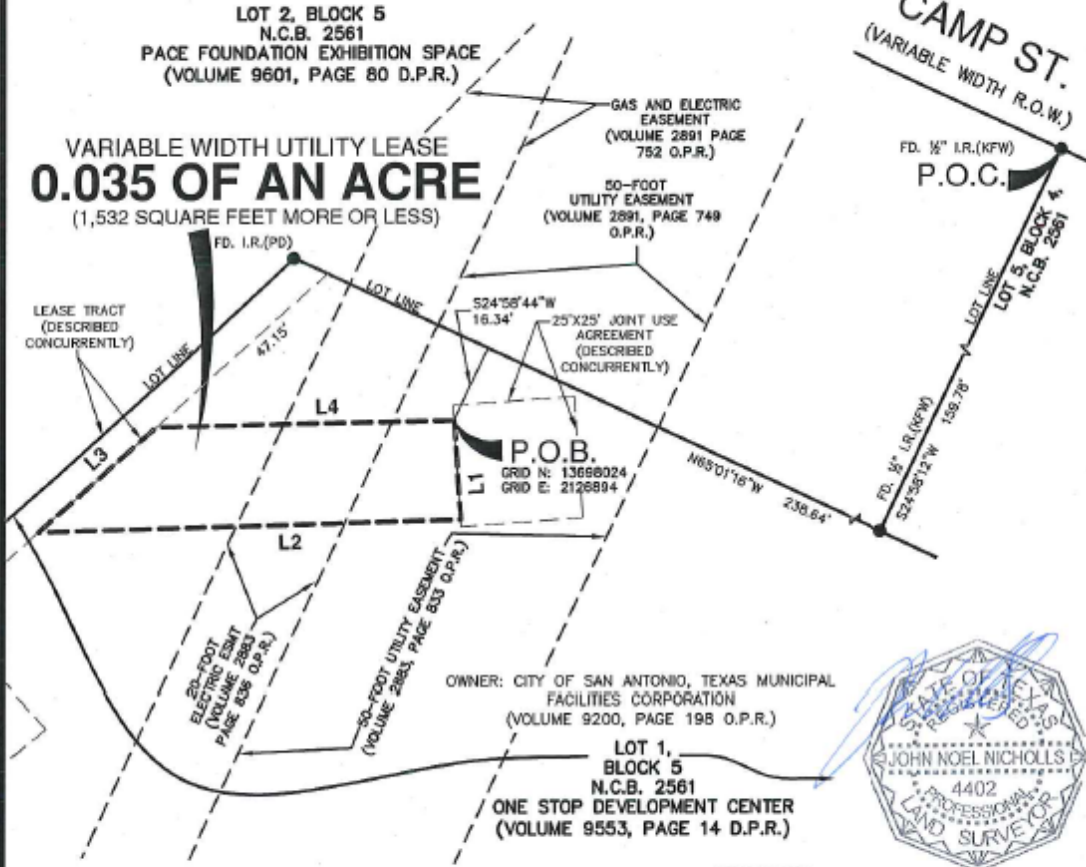 LOT 2, BLOCK 5
N.C.B. 2561
PACE FOUNDATION EXHIBITION SPACE
(VOLUME 9601, PAGE 80 D.P.R.)
CAMP ST.
(VARIABLE WIDTH R.O.W.)
GAS AND ELECTRIC
EASEMENT
(VOLUME 2891 PAGE
752 O.P.R.)
FD. ½" I.R.(KFW)
P.O.C.
VARIABLE WIDTH UTILITY LEASE
0.035 OF AN ACRE
(1,532 SQUARE FEET MORE OR LESS)
50-FOOT
UTILITY EASEMENT
(VOLUME 2891, PAGE 749
O.P.R.)
LOT 5, BLOCK 4,
N.C.B. 2561
FD. I.R.(PD)
LOT LINE
LOT LINE
LOT LINE
LEASE TRACT
(DESCRIBED
CONCURRENTLY)
47.15'
S24°58'44"W
16.34'
25'X25' JOINT USE
AGREEMENT
(DESCRIBED
CONCURRENTLY)
L4
L3
P.O.B.
GRID N: 13698024
GRID E: 2126894
L1
L2
N65°01'16"W 238.64'
FD. ½" I.R.(KFW)
S24°58'12"W 159.78'
20-FOOT
ELECTRIC ESMT
(VOLUME 2883
PAGE 836 O.P.R.)
50-FOOT UTILITY EASEMENT
(VOLUME 2883, PAGE 833 O.P.R.)
OWNER: CITY OF SAN ANTONIO, TEXAS MUNICIPAL
FACILITIES CORPORATION
(VOLUME 9200, PAGE 198 O.P.R.)
LOT 1,
BLOCK 5
N.C.B. 2561
ONE STOP DEVELOPMENT CENTER
(VOLUME 9553, PAGE 14 D.P.R.)
STATE OF TEXAS
REGISTERED
JOHN NOEL NICHOLLS
4402
PROFESSIONAL
LAND SURVEYOR